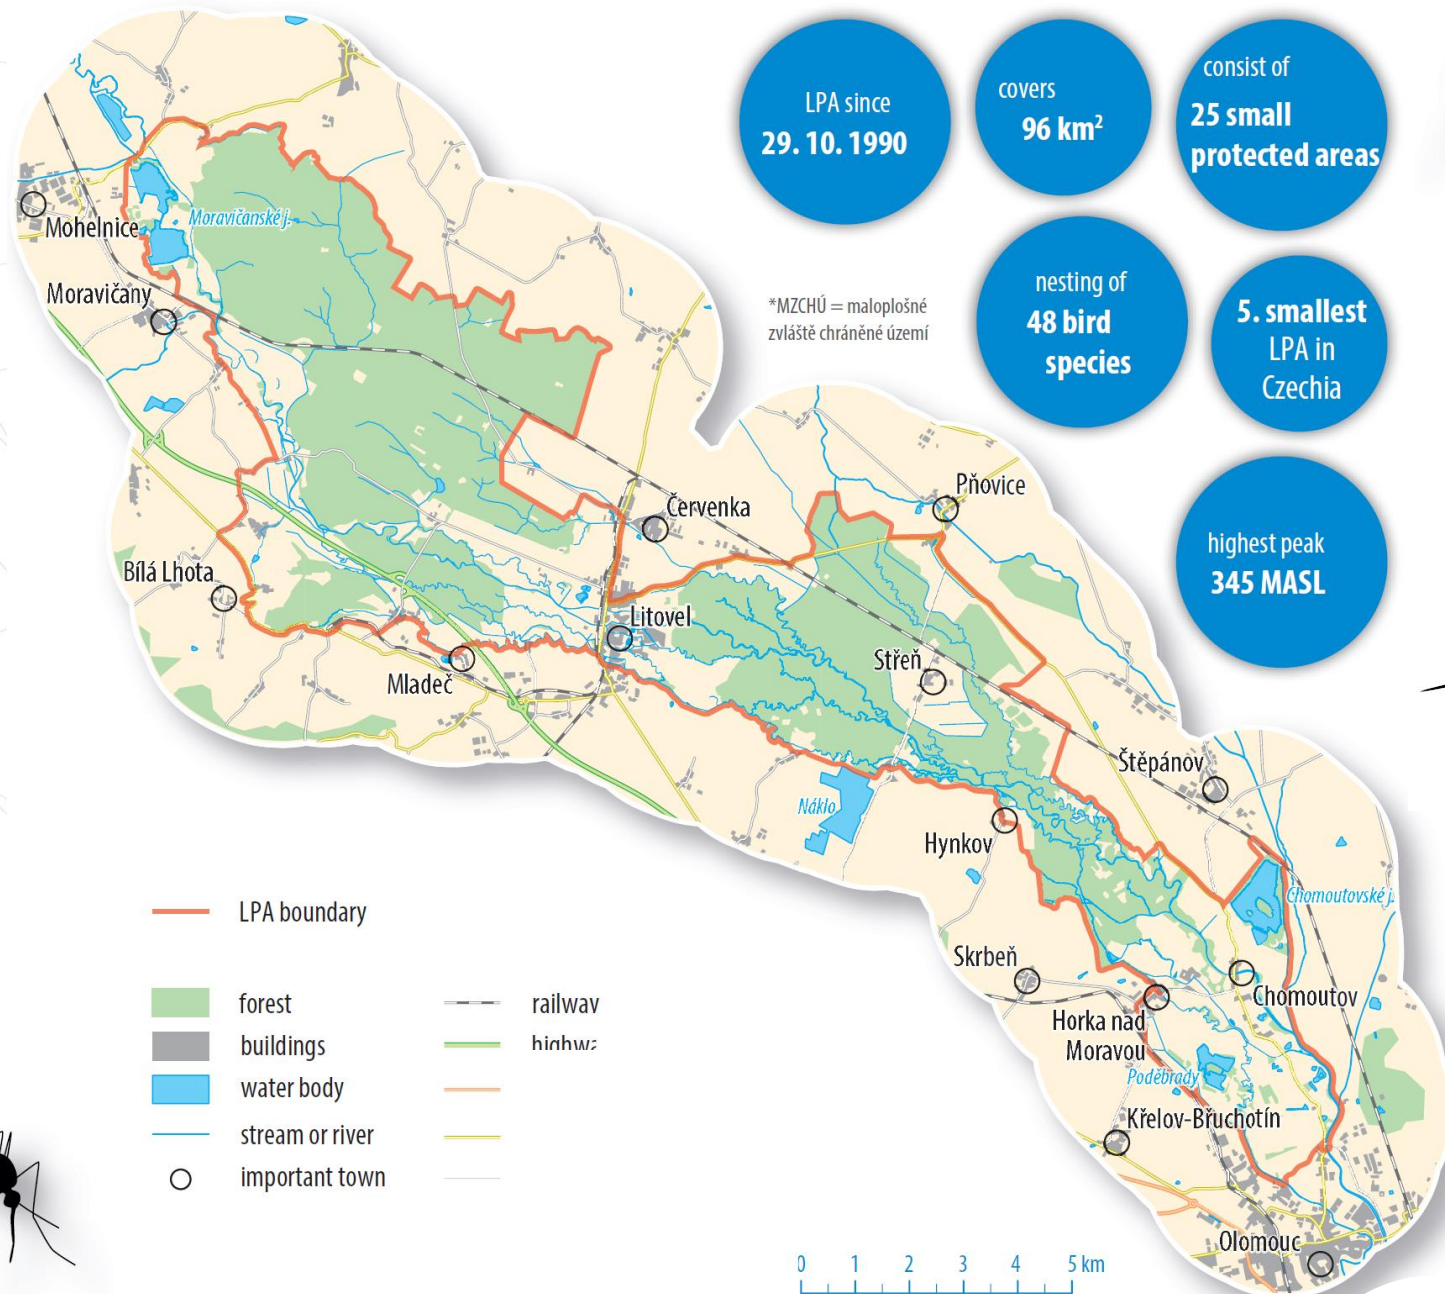 LPA since
29. 10. 1990
covers
96 km²
consist of
25 small
protected areas
nesting of
48 bird
species
5. smallest
LPA in
Czechia
highest peak
345 MASL
*MZCHÚ = maloplošné
zvláště chráněné území
Mohelnice
Moravičanské j.
Moravičany
Červenka
Pňovice
Bílá Lhota
Litovel
Střeň
Mladeč
Štěpánov
Náklo
Hynkov
Chomoutovské j.
Skrbeň
Chomoutov
Horka nad
Moravou
Poděbrady
Křelov-Břuchotín
Olomouc
LPA boundary
forest
buildings
water body
stream or river
important town
railway
0 1 2 3 4 5 km